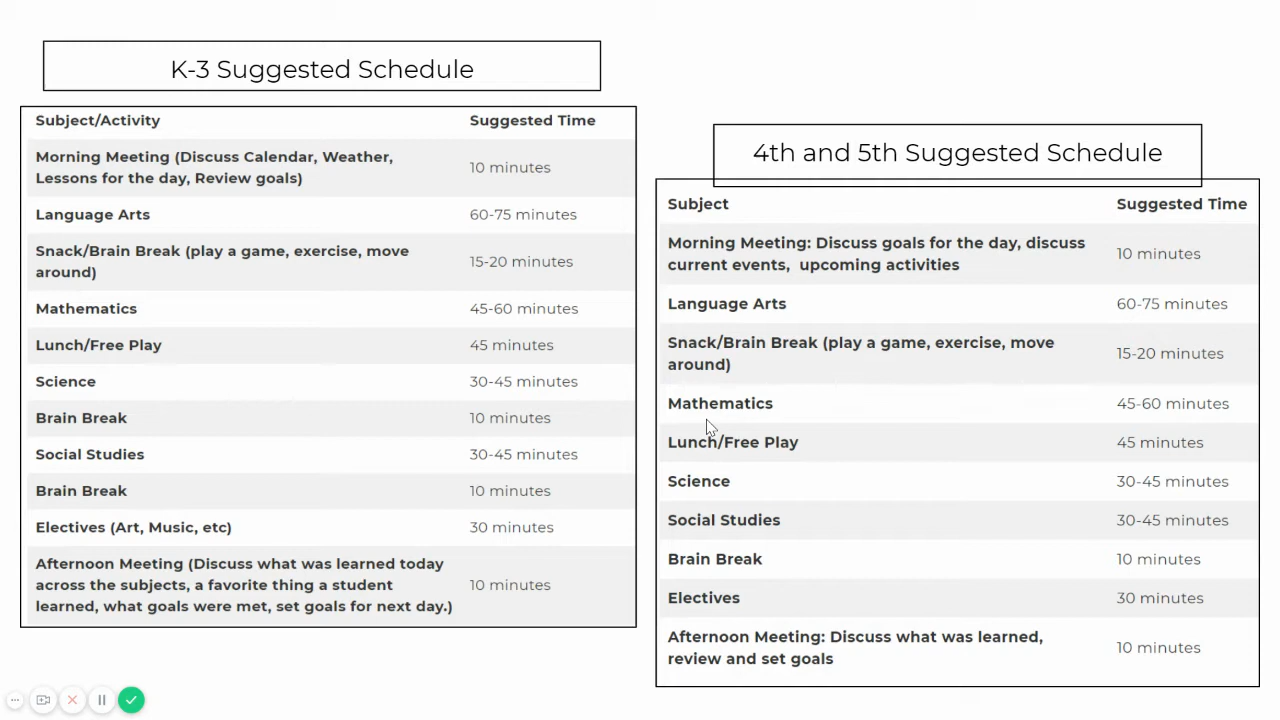 K-3 Suggested Schedule
Subject/Activity Suggested Time
Morning Meeting (Discuss Calendar, Weather,
Lessons for the day, Review goals) 10 minutes
Language Arts 60-75 minutes
Snack/Brain Break (play a game, exercise, move
around) 15-20 minutes
Mathematics 45-60 minutes
Lunch/Free Play 45 minutes
Science 30-45 minutes
Brain Break 10 minutes
Social Studies 30-45 minutes
Brain Break 10 minutes
Electives (Art, Music, etc) 30 minutes
Afternoon Meeting (Discuss what was learned today
across the subjects, a favorite thing a student 10 minutes
learned, what goals were met, set goals for next day.)
4th and 5th Suggested Schedule
Subject Suggested Time
Morning Meeting: Discuss goals for the day, discuss
current events,  upcoming activities 10 minutes
Language Arts 60-75 minutes
Snack/Brain Break (play a game, exercise, move
around) 15-20 minutes
Mathematics 45-60 minutes
Lunch/Free Play 45 minutes
Science 30-45 minutes
Social Studies 30-45 minutes
Brain Break 10 minutes
Electives 30 minutes
Afternoon Meeting: Discuss what was learned,
review and set goals 10 minutes